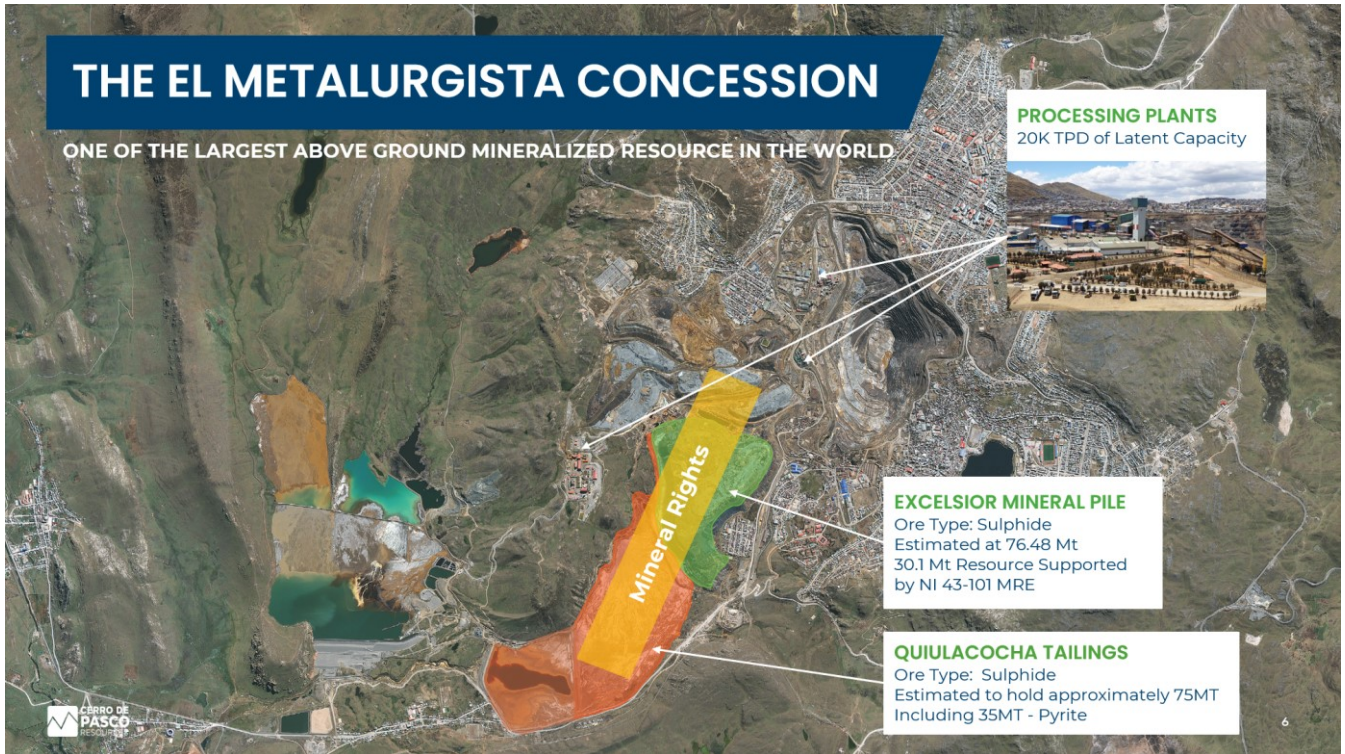 THE EL METALURGISTA CONCESSION
ONE OF THE LARGEST ABOVE GROUND MINERALIZED RESOURCE IN THE WORLD
PROCESSING PLANTS
20K TPD of Latent Capacity
Mineral Rights
EXCELSIOR MINERAL PILE
Ore Type: Sulphide
Estimated at 76.48 Mt
30.1 Mt Resource Supported
by NI 43-101 MRE
QUIULACOCHA TAILINGS
Ore Type: Sulphide
Estimated to hold approximately 75MT
Including 35MT - Pyrite
CERRO DE
PASCO
RESOURCES
6